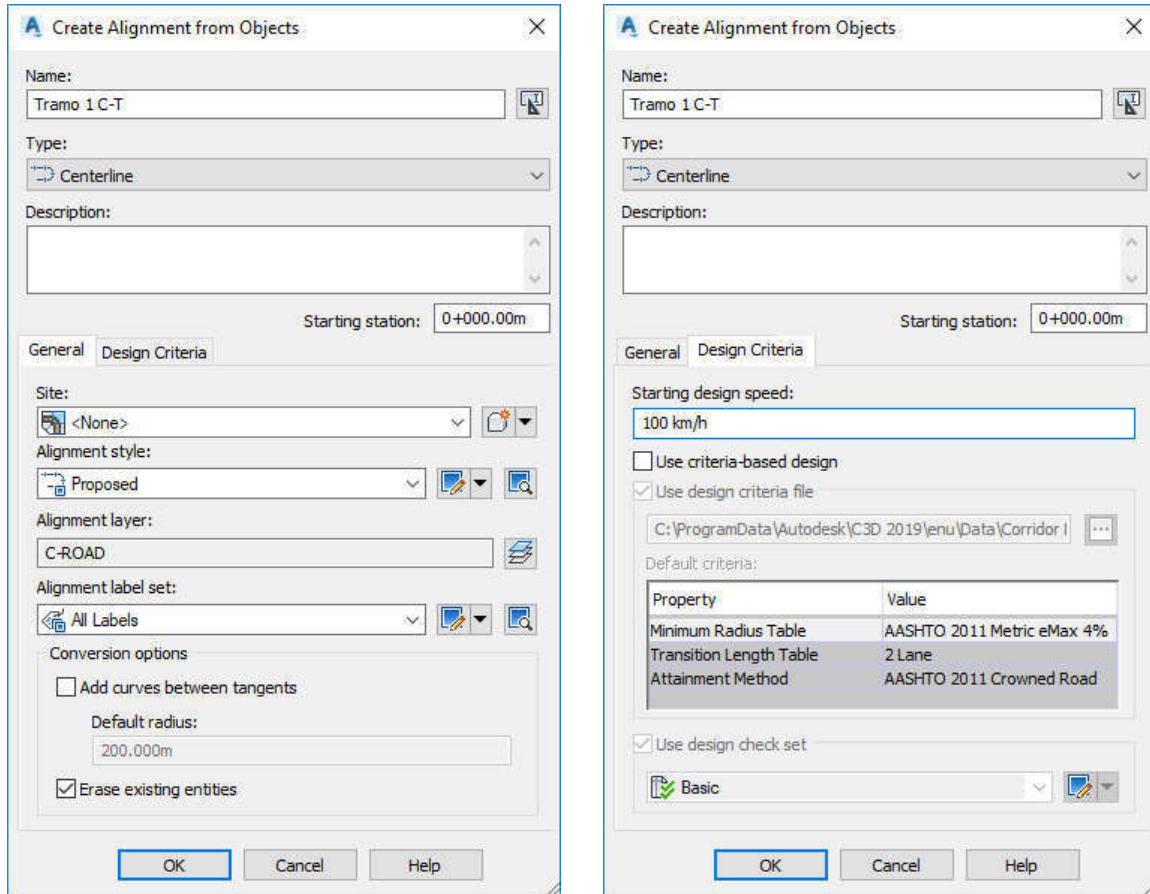 Create Alignment from Objects
Name:
Tramo 1 C-T
Type:
Centerline
Description:
Starting station: 0+000.00m
General Design Criteria
Site:
<None>
Alignment style:
Proposed
Alignment layer:
C-ROAD
Alignment label set:
All Labels
Conversion options
Add curves between tangents
Default radius:
200.000m
Erase existing entities
OK Cancel Help
Create Alignment from Objects
Name:
Tramo 1 C-T
Type:
Centerline
Description:
Starting station: 0+000.00m
General Design Criteria
Starting design speed:
100 km/h
Use criteria-based design
Use design criteria file
C:\ProgramData\Autodesk\C3D 2019\enu\Data\Corridor
Default criteria:
Property Value
Minimum Radius Table AASHTO 2011 Metric eMax 4%
Transition Length Table 2 Lane
Attainment Method AASHTO 2011 Crowned Road
Use design check set
Basic
OK Cancel Help